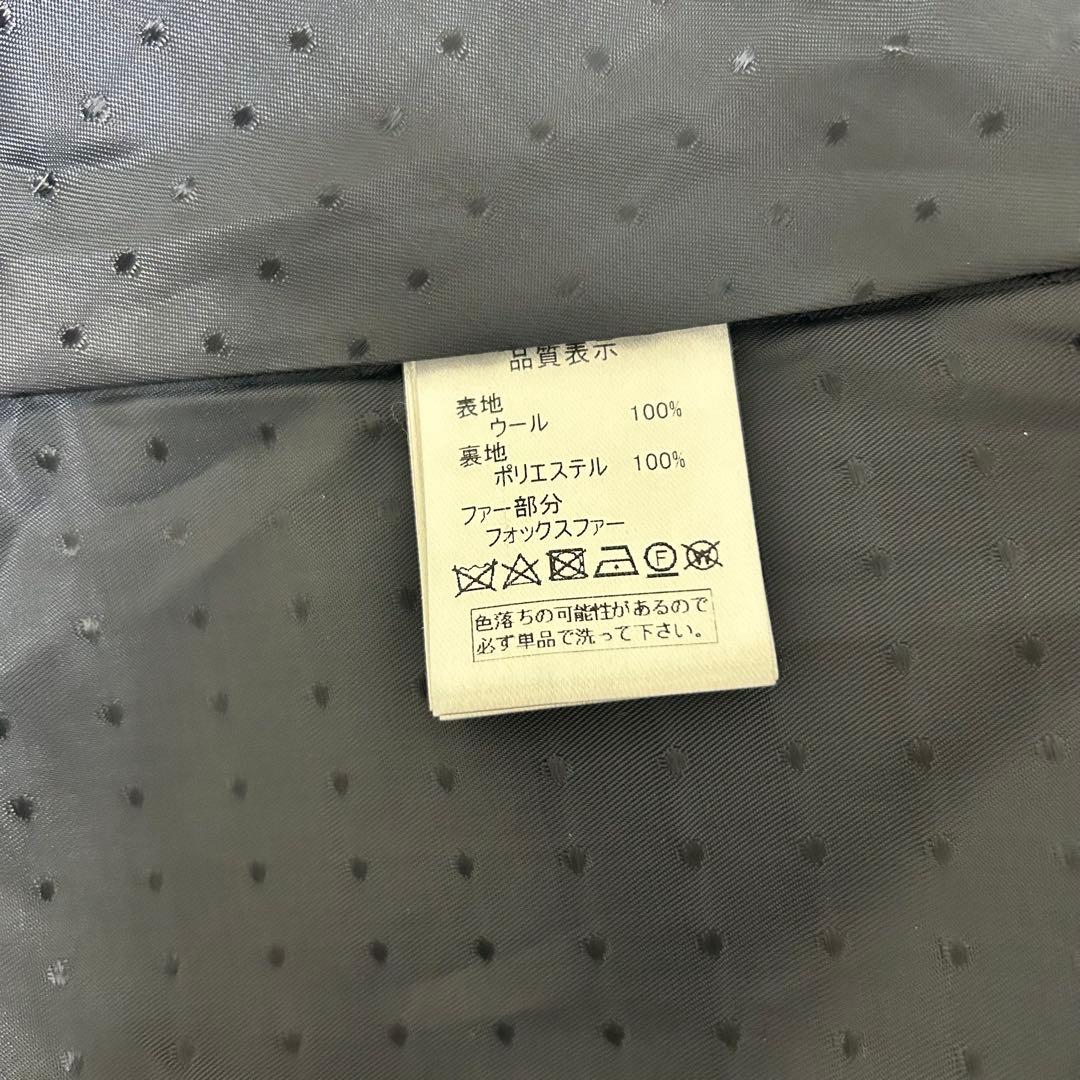 品質表示
表地
ウール 100%
裏地
ポリエステル 100%
ファー部分
フォックスファー
F W
色落ちの可能性があるので
必ず単品で洗って下さい。